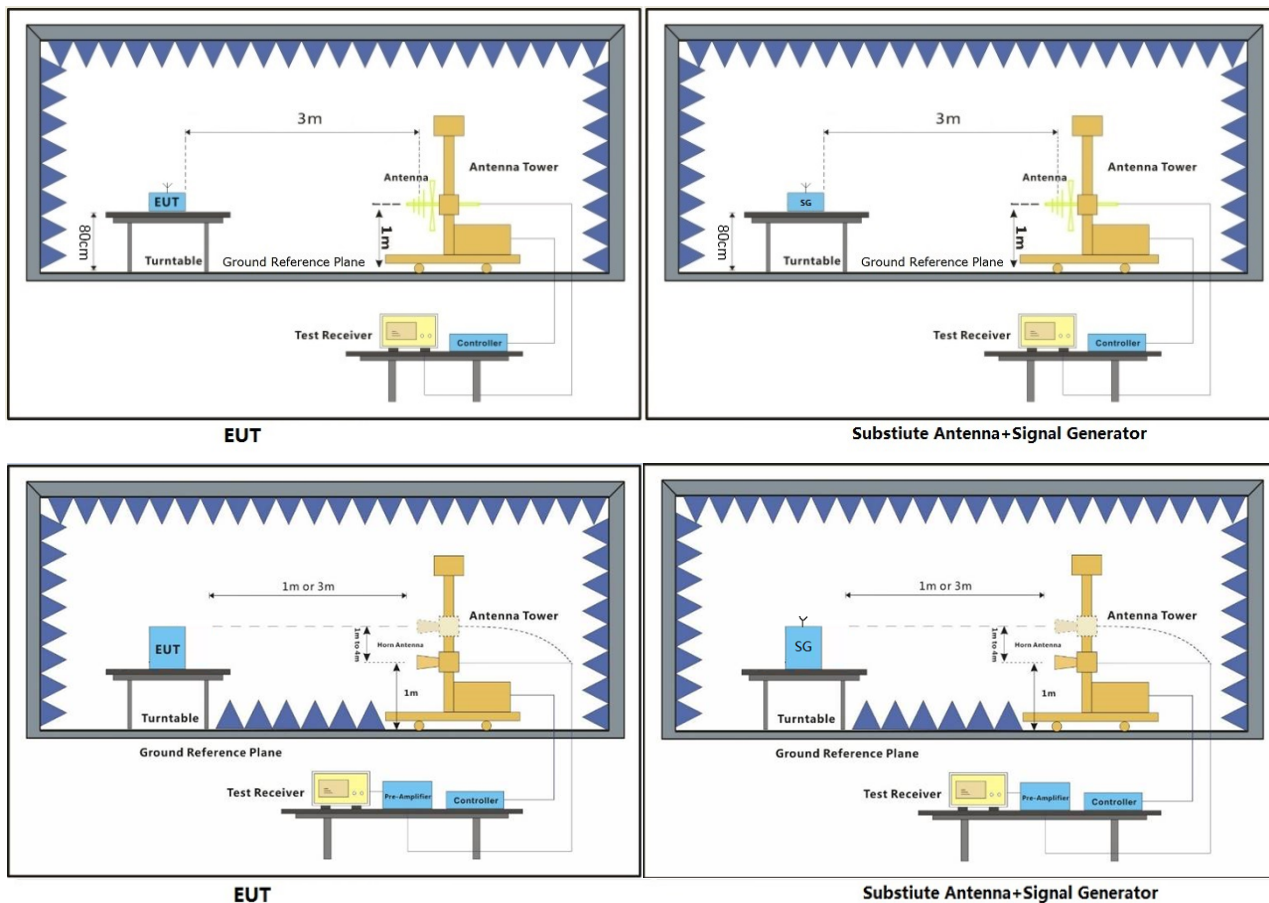 3m
Antenna Tower
Antenna
EUT
80cm
1m
Turntable
Ground Reference Plane
Test Receiver
Controller
EUT
3m
Antenna Tower
Antenna
SG
80cm
1m
Turntable
Ground Reference Plane
Test Receiver
Controller
Substiute Antenna+Signal Generator
1m or 3m
Antenna Tower
1m to 4m
Horn Antenna
EUT
1m
Turntable
Ground Reference Plane
Test Receiver
Pre-Amplifier
Controller
EUT
1m or 3m
Antenna Tower
1m to 4m
Horn Antenna
SG
1m
Turntable
Ground Reference Plane
Test Receiver
Pre-Amplifier
Controller
Substiute Antenna+Signal Generator